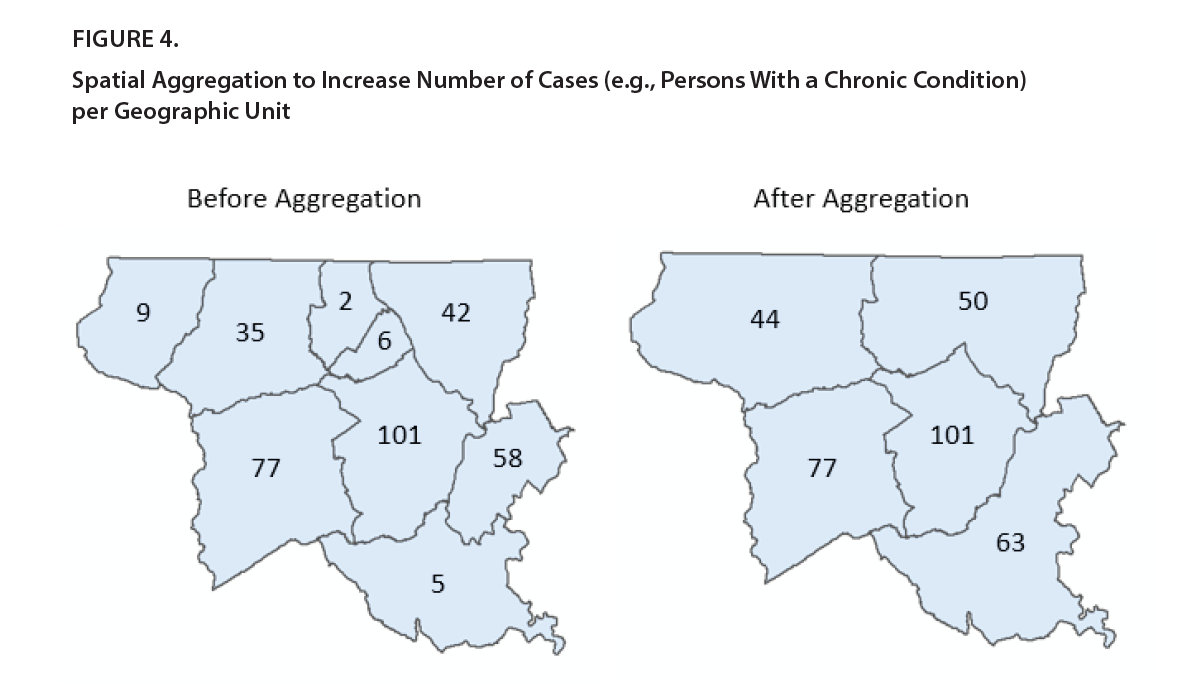 FIGURE 4.
Spatial Aggregation to Increase Number of Cases (e.g., Persons With a Chronic Condition)
per Geographic Unit
Before Aggregation
9
35
2
6
42
101
77
58
5
After Aggregation
44
50
101
77
63